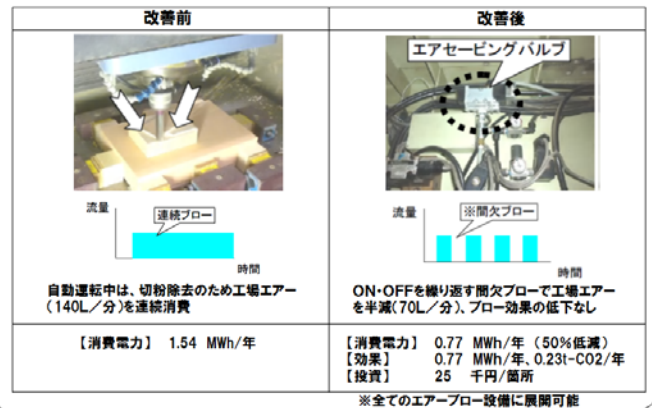 改善前
改善後
エアセービングバルブ
流量
連続ブロー
時間
自動運転中は、切粉除去のため工場エアー
(140L/分)を連続消費
流量
※間欠ブロー
時間
ON・OFFを繰り返す間欠ブローで工場エアー
を半減(70L/分)、ブロー効果の低下なし
【消費電力】 1.54 MWh/年
【消費電力】 0.77 MWh/年 (50%低減)
【効果】 0.77 MWh/年、0.23t-CO2/年
【投資】 25 千円/箇所
※全てのエアーブロー設備に展開可能